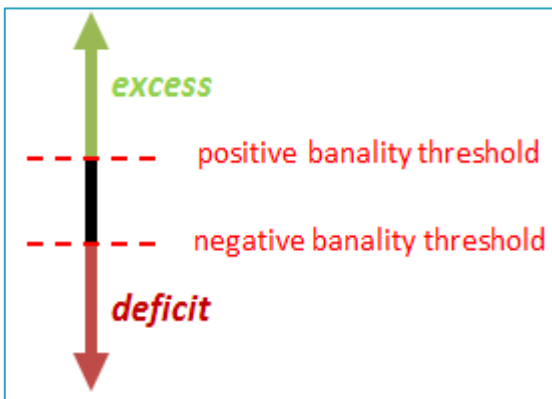 excess
positive banality threshold
negative banality threshold
deficit